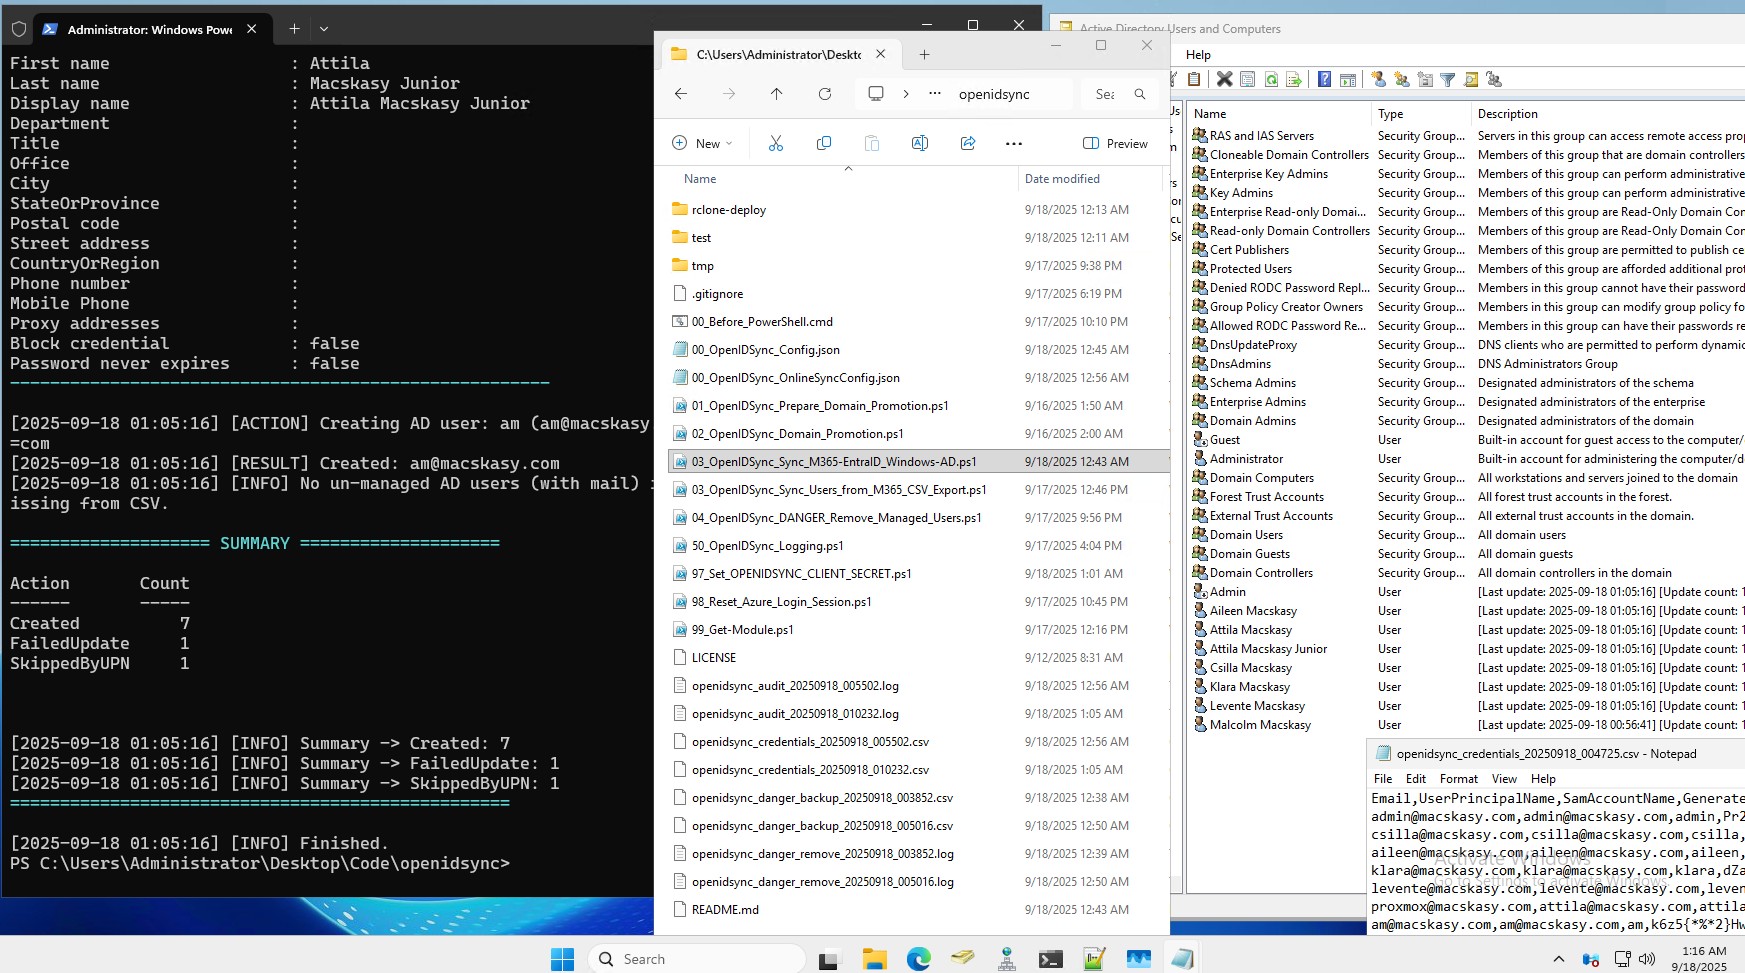 Administrator: Windows Powe
First name : Attila
Last name : Macskasy Junior
Display name : Attila Macskasy Junior
Department :
Title :
Office :
City :
StateOrProvince :
Postal code :
Street address :
CountryOrRegion :
Phone number :
Mobile Phone :
Proxy addresses :
Block credential : false
Password never expires : false
------------------------------------------------------
[2025-09-18 01:05:16] [ACTION] Creating AD user: am (am@macskasy
=com
[2025-09-18 01:05:16] [RESULT] Created: am@macskasy.com
[2025-09-18 01:05:16] [INFO] No un-managed AD users (with mail)
issing from CSV.
==================== SUMMARY ====================
Action Count
------ -----
Created 7
FailedUpdate 1
SkippedByUPN 1
[2025-09-18 01:05:16] [INFO] Summary -> Created: 7
[2025-09-18 01:05:16] [INFO] Summary -> FailedUpdate: 1
[2025-09-18 01:05:16] [INFO] Summary -> SkippedByUPN: 1
==================================================
[2025-09-18 01:05:16] [INFO] Finished.
PS C:\Users\Administrator\Desktop\Code\openidsync>
C:\Users\Administrator\Deskto
openidsync
New
Preview
Name Date modified
rclone-deploy 9/18/2025 12:13 AM
test 9/18/2025 12:11 AM
tmp 9/17/2025 9:38 PM
.gitignore 9/17/2025 6:19 PM
00_Before_PowerShell.cmd 9/17/2025 10:10 PM
00_OpenIDSync_Config.json 9/18/2025 12:45 AM
00_OpenIDSync_OnlineSyncConfig.json 9/18/2025 12:56 AM
01_OpenIDSync_Prepare_Domain_Promotion.ps1 9/16/2025 1:50 AM
02_OpenIDSync_Domain_Promotion.ps1 9/16/2025 2:00 AM
03_OpenIDSync_Sync_M365-EntraID_Windows-AD.ps1 9/18/2025 12:43 AM
03_OpenIDSync_Sync_Users_from_M365_CSV_Export.ps1 9/17/2025 12:46 PM
04_OpenIDSync_DANGER_Remove_Managed_Users.ps1 9/17/2025 9:56 PM
50_OpenIDSync_Logging.ps1 9/17/2025 4:04 PM
97_Set_OPENIDSYNC_CLIENT_SECRET.ps1 9/18/2025 1:01 AM
98_Reset_Azure_Login_Session.ps1 9/17/2025 10:45 PM
99_Get-Module.ps1 9/17/2025 12:16 PM
LICENSE 9/12/2025 8:31 AM
openidsync_audit_20250918_005502.log 9/18/2025 12:56 AM
openidsync_audit_20250918_010232.log 9/18/2025 1:05 AM
openidsync_credentials_20250918_005502.csv 9/18/2025 12:56 AM
openidsync_credentials_20250918_010232.csv 9/18/2025 1:05 AM
openidsync_danger_backup_20250918_003852.csv 9/18/2025 12:38 AM
openidsync_danger_backup_20250918_005016.csv 9/18/2025 12:50 AM
openidsync_danger_remove_20250918_003852.log 9/18/2025 12:39 AM
openidsync_danger_remove_20250918_005016.log 9/18/2025 12:50 AM
README.md 9/18/2025 12:43 AM
Active Directory Users and Computers
Help
Name Type Description
RAS and IAS Servers Security Group... Servers in this group can access remote access prop
Cloneable Domain Controllers Security Group... Members of this group that are domain controllers
Enterprise Key Admins Security Group... Members of this group can perform administrative
Key Admins Security Group... Members of this group can perform administrative
Enterprise Read-only Domai... Security Group... Members of this group are Read-Only Domain Con
Read-only Domain Controllers Security Group... Members of this group are Read-Only Domain Con
Cert Publishers Security Group... Members of this group are permitted to publish ce
Protected Users Security Group... Members of this group are afforded additional prot
Denied RODC Password Repl... Security Group... Members in this group cannot have their password
Group Policy Creator Owners Security Group... Members in this group can modify group policy fo
Allowed RODC Password Re... Security Group... Members in this group can have their passwords re
DnsUpdateProxy Security Group... DNS clients who are permitted to perform dynamic
DnsAdmins Security Group... DNS Administrators Group
Schema Admins Security Group... Designated administrators of the schema
Enterprise Admins Security Group... Designated administrators of the enterprise
Domain Admins Security Group... Designated administrators of the domain
Guest User Built-in account for guest access to the computer/
Administrator User Built-in account for administering the computer/d
Domain Computers Security Group... All workstations and servers joined to the domain
Forest Trust Accounts Security Group... All forest trust accounts in the forest.
External Trust Accounts Security Group... All external trust accounts in the domain.
Domain Users Security Group... All domain users
Domain Guests Security Group... All domain guests
Domain Controllers Security Group... All domain controllers in the domain
Admin User [Last update: 2025-09-18 01:05:16] [Update count: 1
Aileen Macskasy User [Last update: 2025-09-18 01:05:16] [Update count: 1
Attila Macskasy User [Last update: 2025-09-18 01:05:16] [Update count: 1
Attila Macskasy Junior User [Last update: 2025-09-18 01:05:16] [Update count: 1
Csilla Macskasy User [Last update: 2025-09-18 01:05:16] [Update count: 1
Klara Macskasy User [Last update: 2025-09-18 01:05:16] [Update count: 1
Levente Macskasy User [Last update: 2025-09-18 01:05:16] [Update count: 1
Malcolm Macskasy User [Last update: 2025-09-18 00:56:41] [Update count: 1
openidsync_credentials_20250918_004725.csv - Notepad
File Edit Format View Help
Email,UserPrincipalName,SamAccountName,Generate
admin@macskasy.com,admin@macskasy.com,admin,Pr2
csilla@macskasy.com,csilla@macskasy.com,csilla,
aileen@macskasy.com,aileen@macskasy.com,aileen,
klara@macskasy.com,klara@macskasy.com,klara,dZa
levente@macskasy.com,levente@macskasy.com,leven
proxmox@macskasy.com,attila@macskasy.com,attila
am@macskasy.com,am@macskasy.com,am,k6z5{*%*2}Hw
Activate Windows
Go to Settings to activate Windows.
Search
1:16 AM
9/18/2025